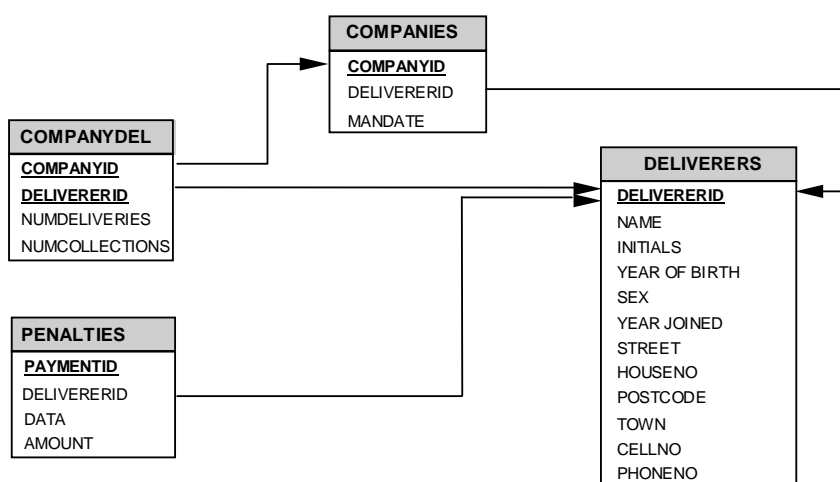 COMPANIES
COMPANYID
DELIVERERID
MANDATE
COMPANYDEL
COMPANYID
DELIVERERID
NUMDELIVERIES
NUMCOLLECTIONS
DELIVERERS
DELIVERERID
NAME
INITIALS
YEAR OF BIRTH
SEX
YEAR JOINED
STREET
HOUSENO
POSTCODE
TOWN
CELLNO
PHONENO
PENALTIES
PAYMENTID
DELIVERERID
DATA
AMOUNT